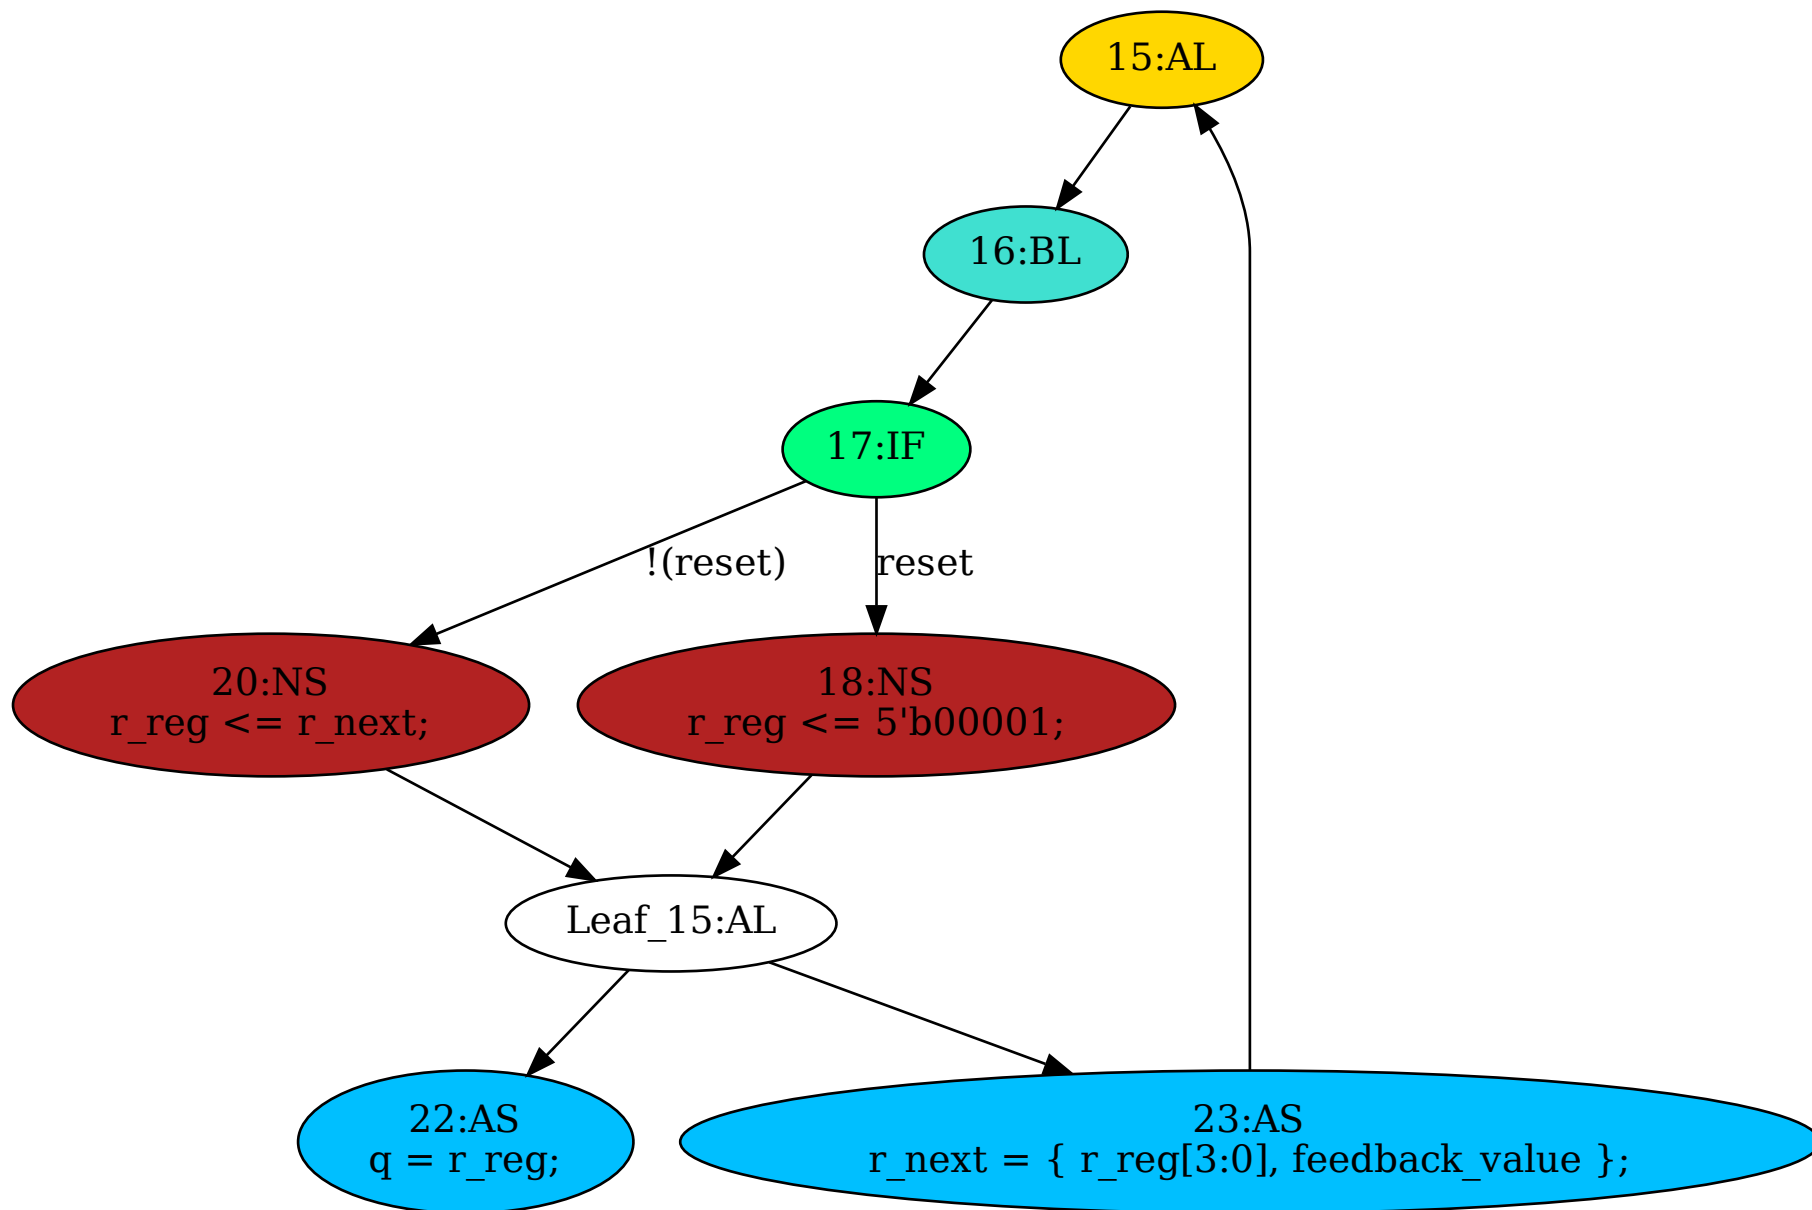 15:AL
16:BL
17:IF
!(reset)
reset
20:NS
r_reg <= r_next;
18:NS
r_reg <= 5'b00001;
Leaf_15:AL
22:AS
q = r_reg;
23:AS
r_next = { r_reg[3:0], feedback_value };